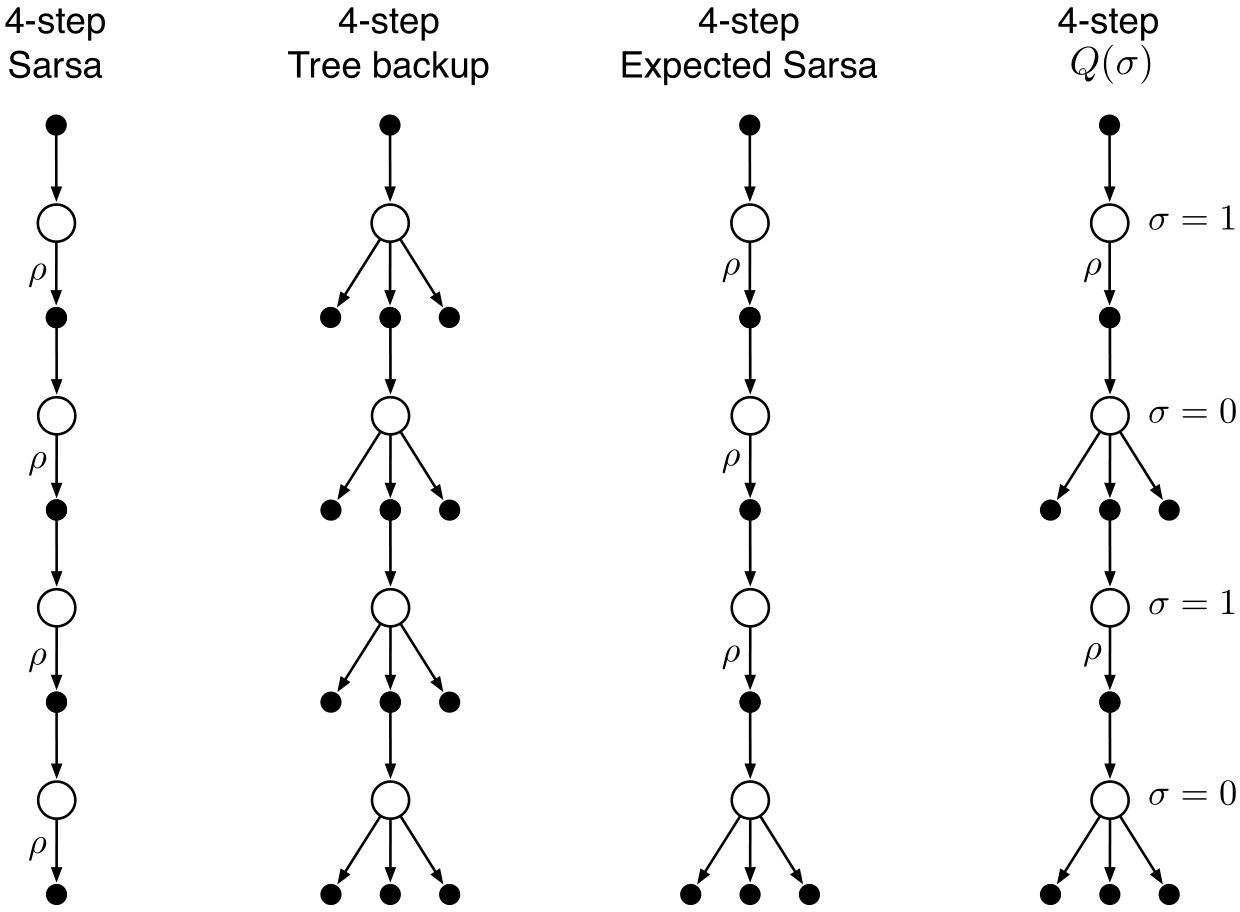 4-step
Sarsa
4-step
Tree backup
4-step
Expected Sarsa
4-step
Q(σ)
ρ
ρ
ρ
ρ
ρ
ρ
ρ
σ = 1
ρ
σ = 0
σ = 1
ρ
σ = 0